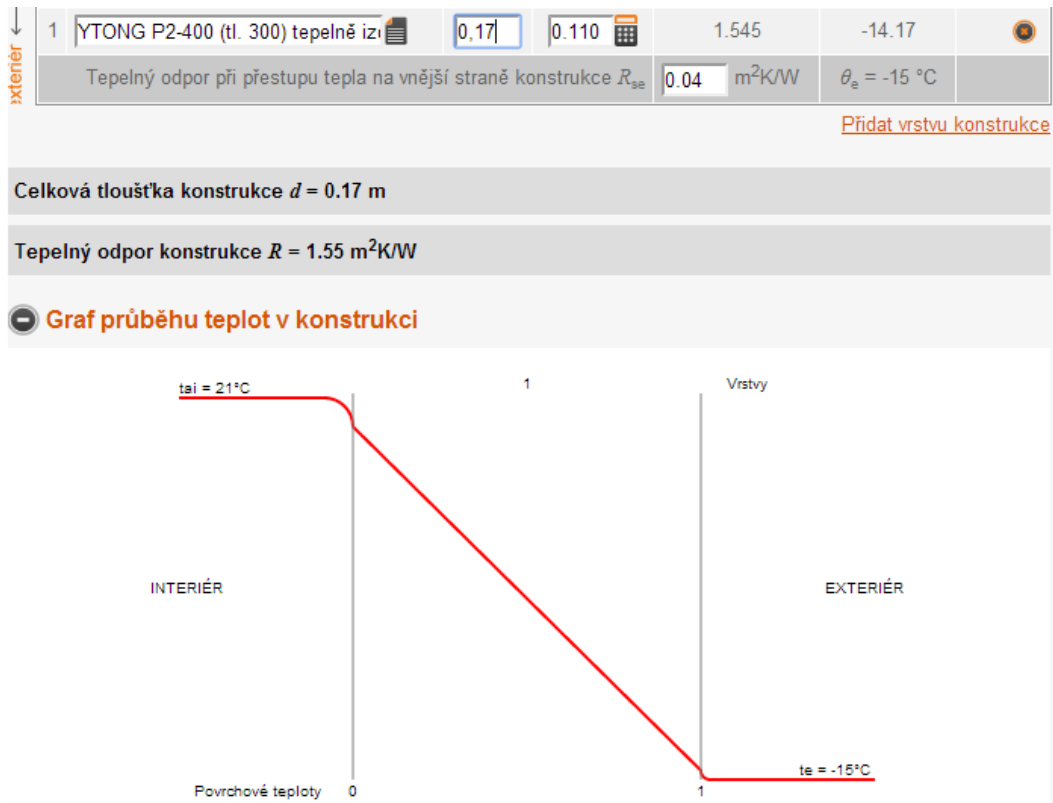 1 YTONG P2-400 (tl. 300) tepelně iz 0,17 0.110 1.545 -14.17
xteriér
Tepelný odpor při přestupu tepla na vnější straně konstrukce Rse 0.04 m²K/W θe = -15 °C
Přidat vrstvu konstrukce
Celková tloušťka konstrukce d = 0.17 m
Tepelný odpor konstrukce R = 1.55 m²K/W
Graf průběhu teplot v konstrukci
tai = 21°C 1 Vrstvy
INTERIÉR EXTERIÉR
te = -15°C
Povrchové teploty 0 1